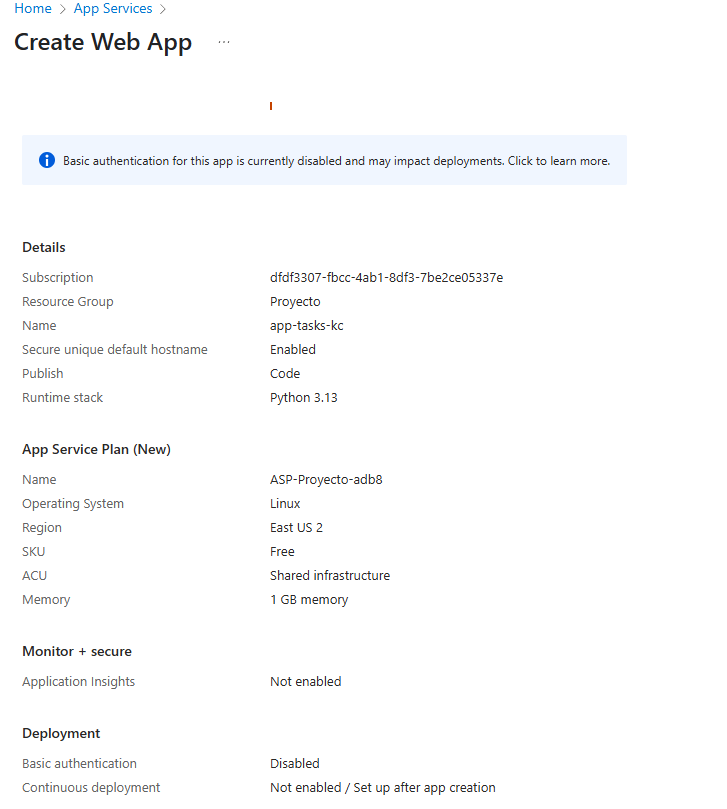 Home > App Services >
Create Web App ...
Basic authentication for this app is currently disabled and may impact deployments. Click to learn more.
Details
Subscription dfdf3307-fbcc-4ab1-8df3-7be2ce05337e
Resource Group Proyecto
Name app-tasks-kc
Secure unique default hostname Enabled
Publish Code
Runtime stack Python 3.13
App Service Plan (New)
Name ASP-Proyecto-adb8
Operating System Linux
Region East US 2
SKU Free
ACU Shared infrastructure
Memory 1 GB memory
Monitor + secure
Application Insights Not enabled
Deployment
Basic authentication Disabled
Continuous deployment Not enabled / Set up after app creation